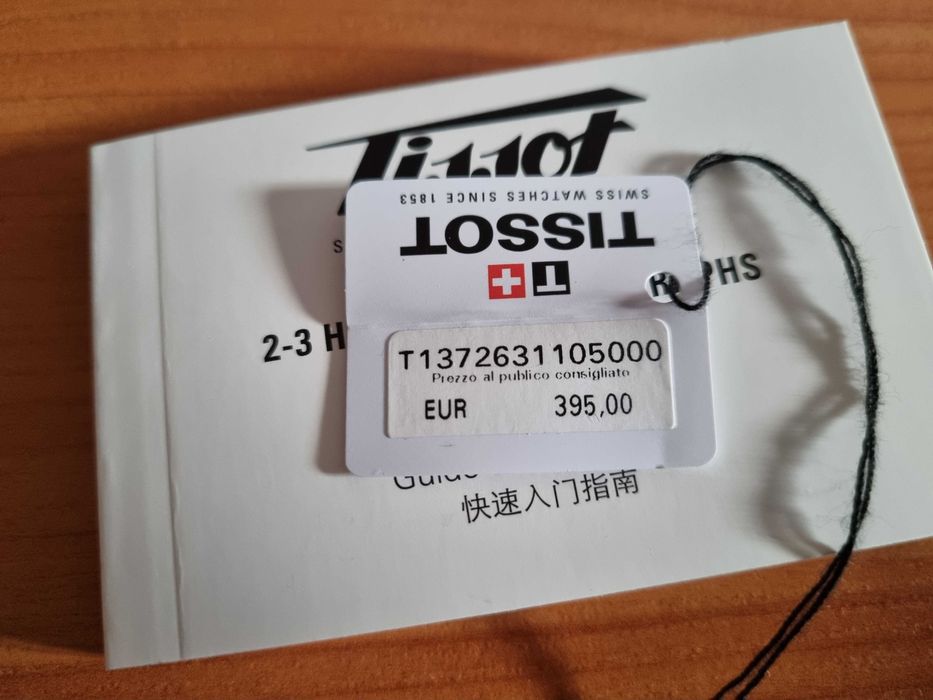 Tissot
SWISS WATCHES SINCE 1853
TISSOT
T1372631105000
Prezzo al publico consigliato
EUR 395,00
2-3 H
PHS
快速入门指南